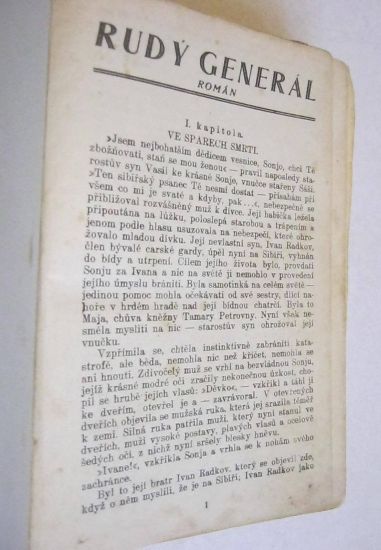 RUDÝ GENERÁL
ROMÁN
I. kapitola
VE SPÁRECH SMRTI.
»Jsem nejbohatším dědicem vesnice, Sonjo, chci Tě
zbožňovati, staň se mou ženou — pravil naposledy sta-
rostův syn Vasil ke krásné Sonje, vnučce stařeny Sáši.
»Ten sibiřský psanec Tě nesmí dostat — přisahám při
všem co mi je svaté a kdyby, pak ...«, nebezpečně se
přibližoval rozvášněný muž k dívce. Její babička ležela
připoutána na lůžku, poloslepá starobou a trápením a
jenom podle hlasu usuzovala na nebezpečí, které ohro-
žovalo mladou dívku. Její nevlastní syn, Ivan Radkov,
člen bývalé carské gardy, úpěl nyní na Sibiři, vyhnán
do bídy a utrpení. Cílem jejího života bylo, provdati
Sonju za Ivana a nic na světě jí nemohlo v provedení
jejího úmyslu brániti. Byla samotinká na celém světě —
jedinou pomoc mohla očekávati od své sestry, dlící na-
hoře v hrdém hradě nad její bídnou chatrčí. Byla to
Maja, chůva kněžny Tamary Petrovny. Nyní však ne-
směla mysliti na nic — starostův syn ohrožoval její
vnučku.
Vzpřímila se, chtěla instinktivně zabrániti kata-
strofě, ale běda, nemohla nic než křičet, nemohla se
ani hnouti. Zdivočelý muž se vrhl na bezvládnou Sonju,
jejíž krásné modré oči zračily nekonečnou úzkost, cho-
pil se hrubě jejich vlasů: »Děvko«, — vzkřikl a táhl ji
ke dveřím, otevřel je a — zavrávoral. V otevřených
dveřích objevila se mužská ruka, která jej srazila téměř
k zemi. Silná ruka patřila muži, který nyní stanul ve
dveřích, muži vysoké postavy, plavých vlasů a ocelově
šedých očí, z nichž nyní sršely blesky hněvu.
»Ivane!«, vzkřikla Sonja a vrhla se k nohám svého
zachránce.
Byl to její bratr Ivan Radkov, který se objevil zde,
když o něm myslili, že je na Sibiři; Ivan Radkov jako
1